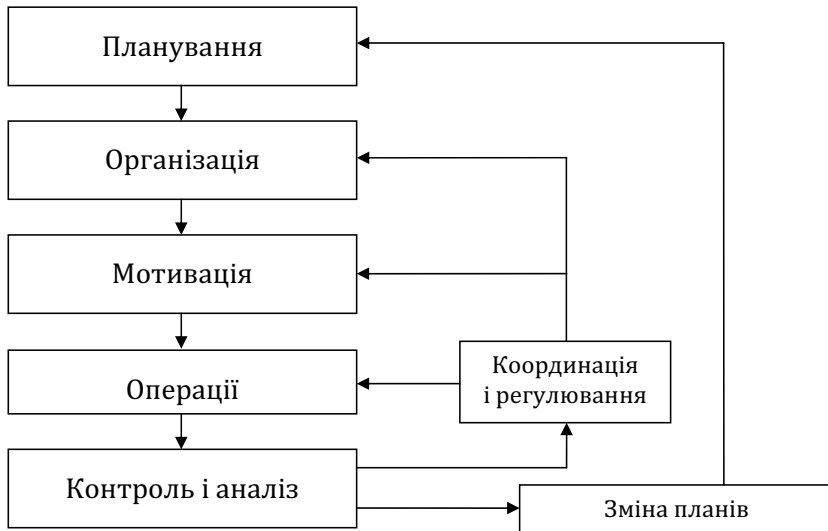 Планування
Організація
Мотивація
Операції
Координація
і регулювання
Контроль і аналіз
Зміна планів